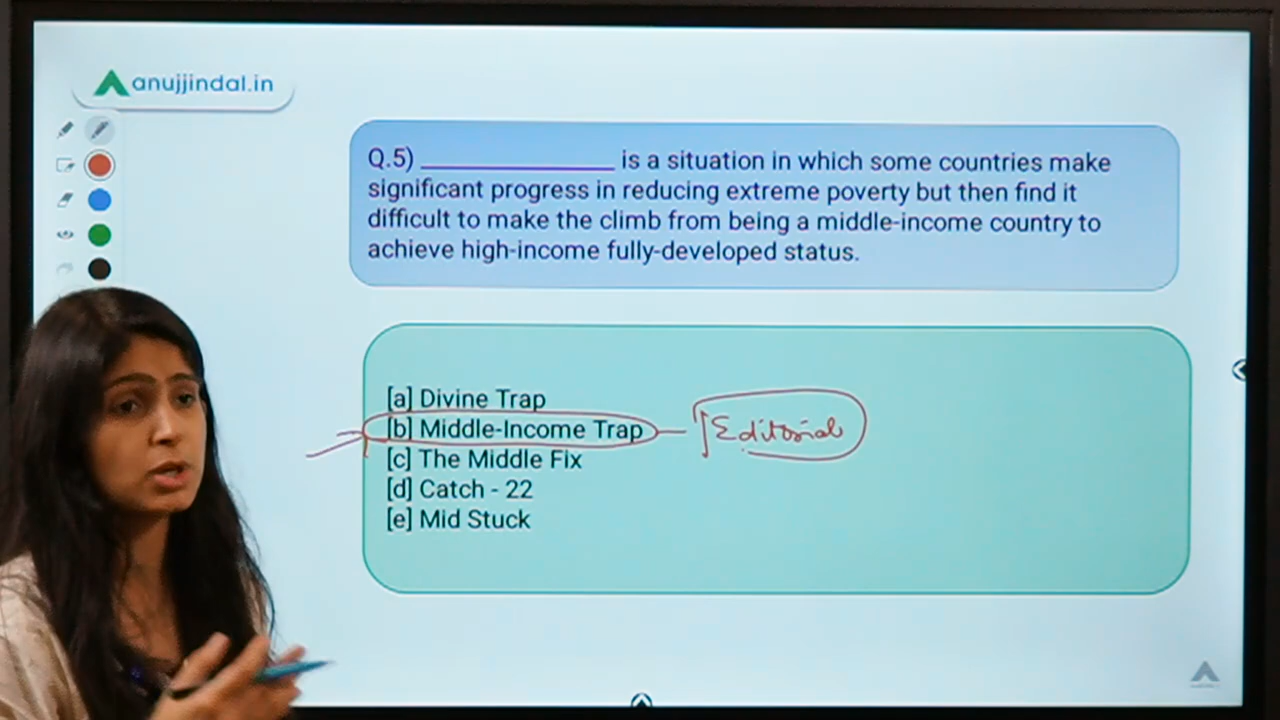 anujjindal.in
Q.5) ______________ is a situation in which some countries make
significant progress in reducing extreme poverty but then find it
difficult to make the climb from being a middle-income country to
achieve high-income fully-developed status.
[a] Divine Trap
[b] Middle-Income Trap
Editorial
[c] The Middle Fix
[d] Catch - 22
[e] Mid Stuck